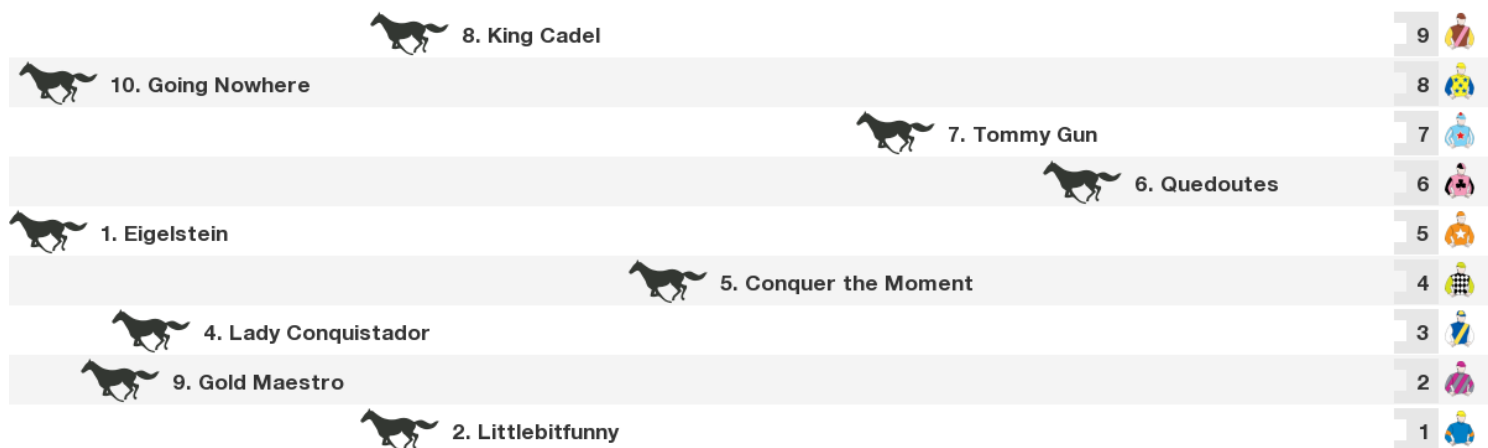 8. King Cadel 9
10. Going Nowhere 8
7. Tommy Gun 7
6. Quedoutes 6
1. Eigelstein 5
5. Conquer the Moment 4
4. Lady Conquistador 3
9. Gold Maestro 2
2. Littlebitfunny 1